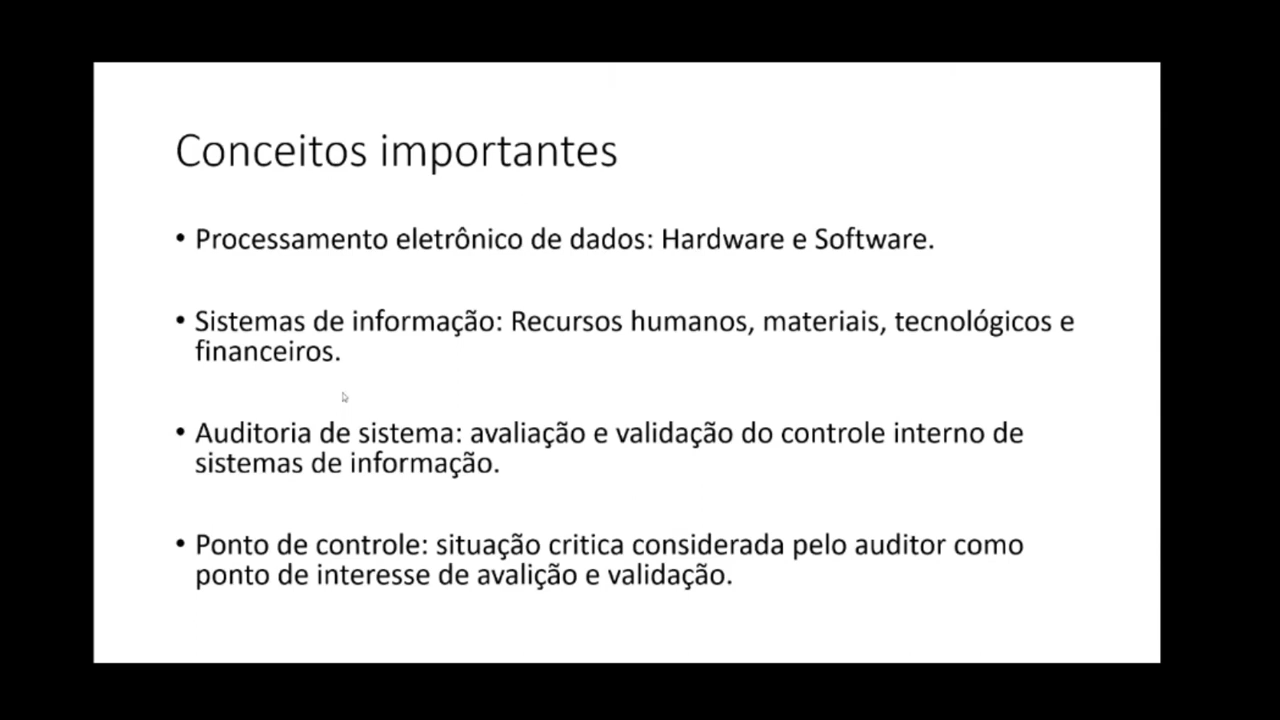 Conceitos importantes
• Processamento eletrônico de dados: Hardware e Software.
• Sistemas de informação: Recursos humanos, materiais, tecnológicos e
financeiros.
• Auditoria de sistema: avaliação e validação do controle interno de
sistemas de informação.
• Ponto de controle: situação critica considerada pelo auditor como
ponto de interesse de avalição e validação.